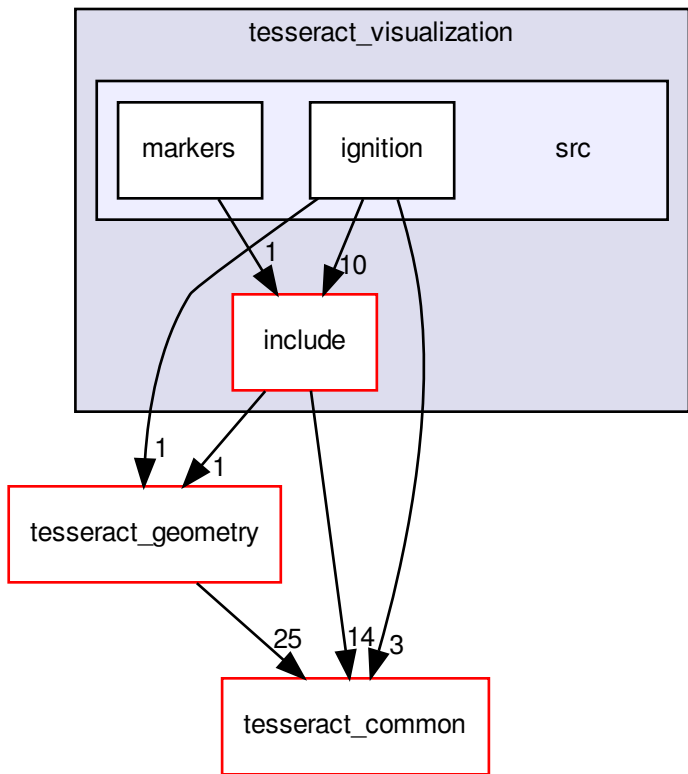 tesseract_visualization
markers
ignition
src
1
10
include
1
1
tesseract_geometry
25
14
3
tesseract_common